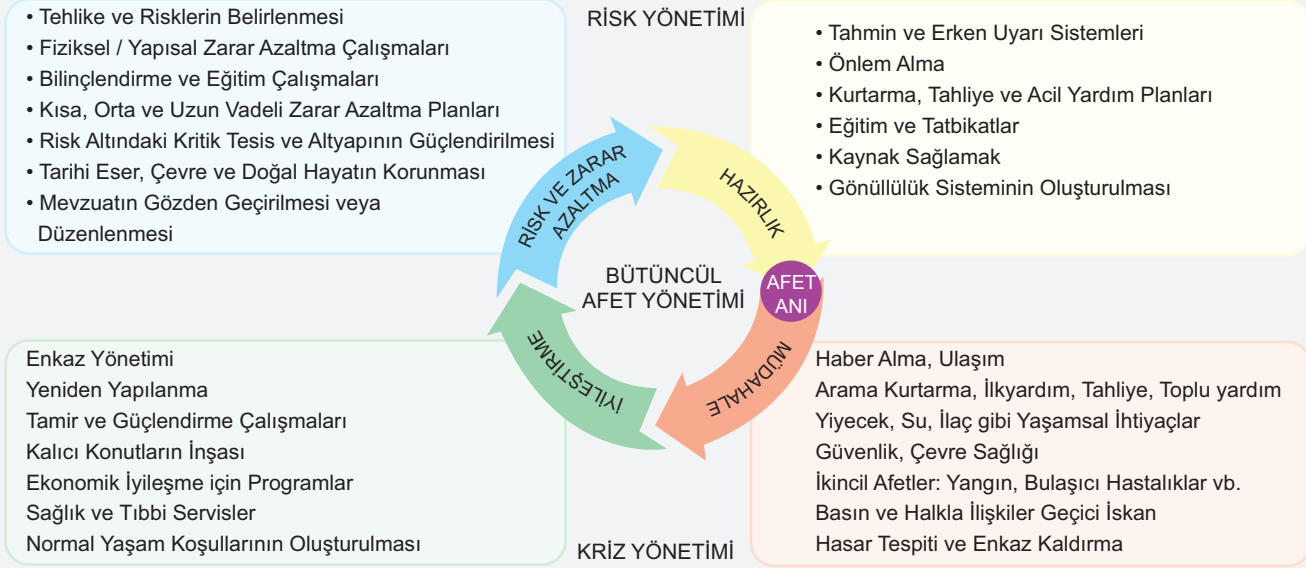 RİSK YÖNETİMİ
• Tehlike ve Risklerin Belirlenmesi
• Fiziksel / Yapısal Zarar Azaltma Çalışmaları
• Bilinçlendirme ve Eğitim Çalışmaları
• Kısa, Orta ve Uzun Vadeli Zarar Azaltma Planları
• Risk Altındaki Kritik Tesis ve Altyapının Güçlendirilmesi
• Tarihi Eser, Çevre ve Doğal Hayatın Korunması
• Mevzuatın Gözden Geçirilmesi veya
Düzenlenmesi
• Tahmin ve Erken Uyarı Sistemleri
• Önlem Alma
• Kurtarma, Tahliye ve Acil Yardım Planları
• Eğitim ve Tatbikatlar
• Kaynak Sağlamak
• Gönüllülük Sisteminin Oluşturulması
RİSK VE ZARAR
AZALTMA
HAZIRLIK
BÜTÜNCÜL
AFET YÖNETİMİ
AFET
ANI
İYİLEŞTİRME
MÜDAHALE
Enkaz Yönetimi
Yeniden Yapılanma
Tamir ve Güçlendirme Çalışmaları
Kalıcı Konutların İnşası
Ekonomik İyileşme için Programlar
Sağlık ve Tıbbi Servisler
Normal Yaşam Koşullarının Oluşturulması
Haber Alma, Ulaşım
Arama Kurtarma, İlkyardım, Tahliye, Toplu yardım
Yiyecek, Su, İlaç gibi Yaşamsal İhtiyaçlar
Güvenlik, Çevre Sağlığı
İkincil Afetler: Yangın, Bulaşıcı Hastalıklar vb.
Basın ve Halkla İlişkiler Geçici İskan
Hasar Tespiti ve Enkaz Kaldırma
KRİZ YÖNETİMİ